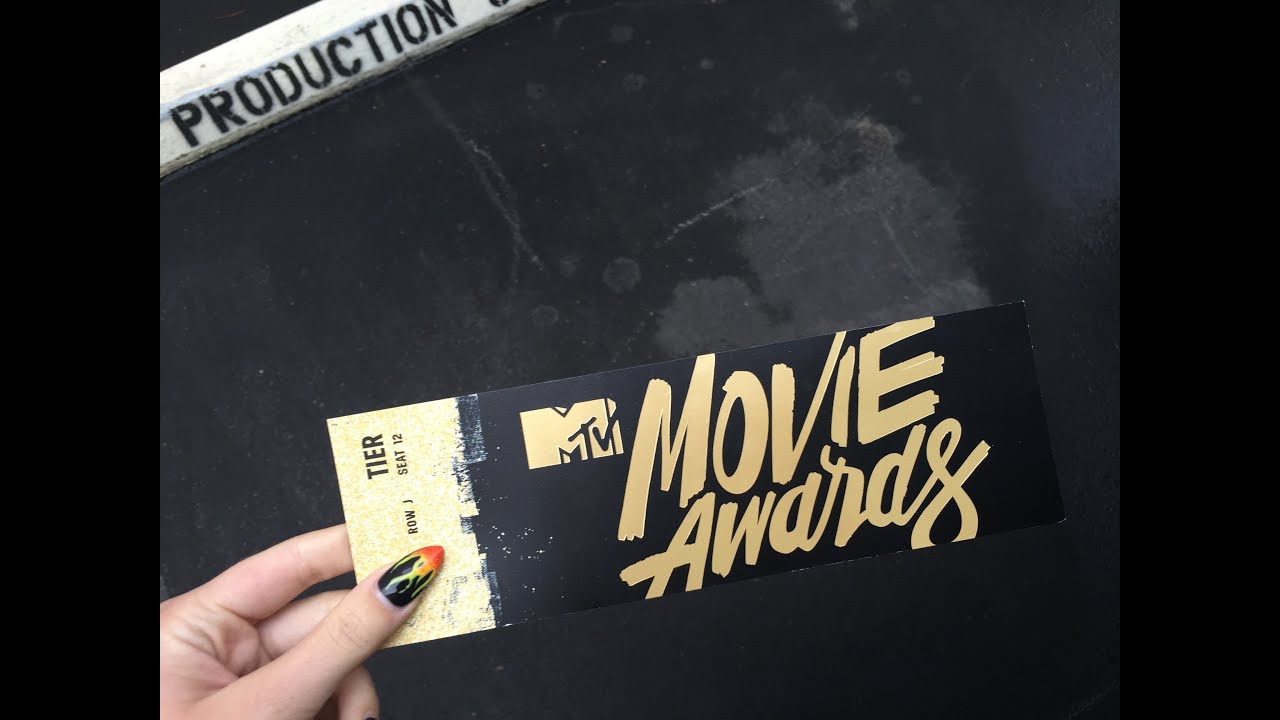 PRODUCTION
TIER
SEAT 12
ROW J
MTV
MOVIE
AWARDS